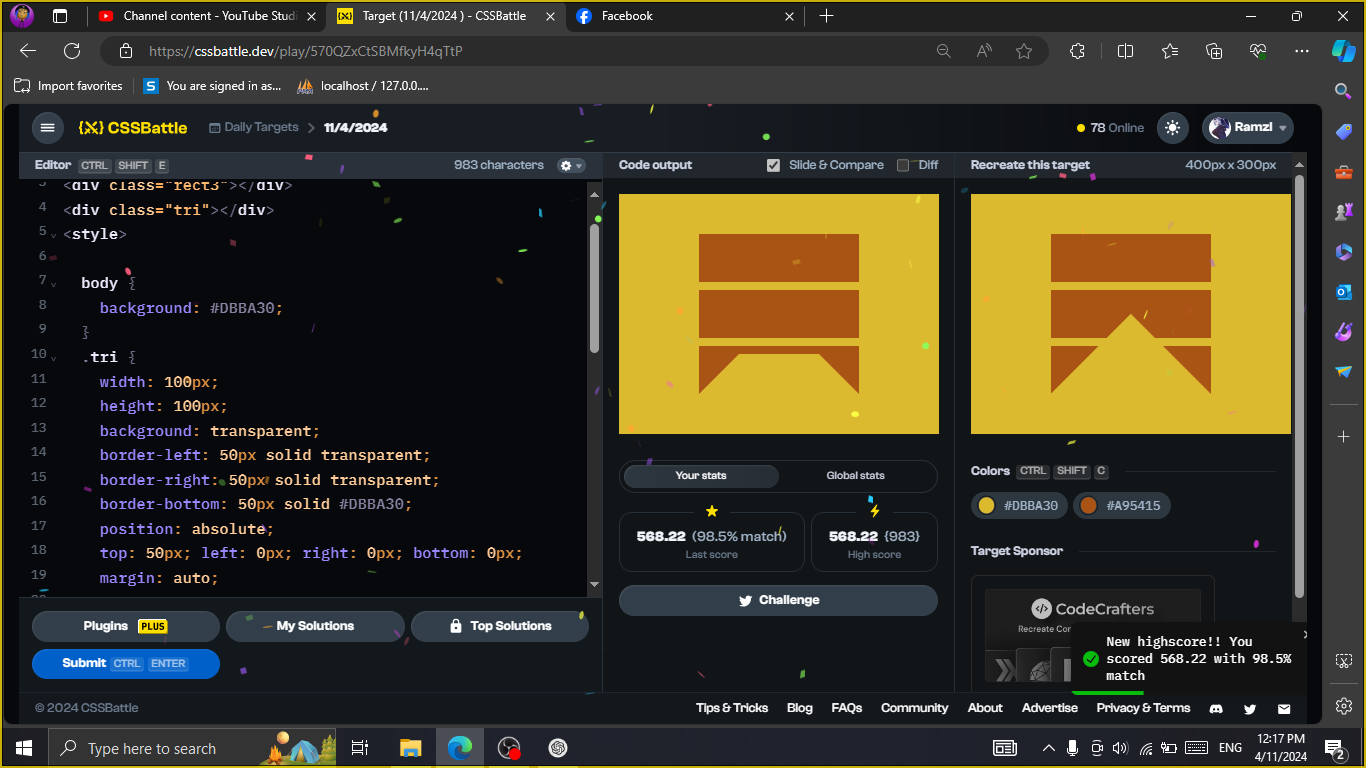 Channel content - YouTube Studi
Target (11/4/2024 ) - CSSBattle
Facebook
https://cssbattle.dev/play/570QZxCtSBMfkyH4qTtP
Import favorites
S
You are signed in as...
localhost / 127.0.0....
CSSBattle
Daily Targets
11/4/2024
78 Online
Ramzl
Editor CTRL SHIFT E
983 characters
3 <div class="rect3"></div>
4 <div class="tri"></div>
5 <style>
6
7 body {
8 background: #DBBA30;
9 }
10 .tri {
11 width: 100px;
12 height: 100px;
13 background: transparent;
14 border-left: 50px solid transparent;
15 border-right: 50px solid transparent;
16 border-bottom: 50px solid #DBBA30;
17 position: absolute;
18 top: 50px; left: 0px; right: 0px; bottom: 0px;
19 margin: auto;
Plugins PLUS
My Solutions
Top Solutions
Submit CTRL ENTER
Code output
Slide & Compare
Diff
Your stats
Global stats
568.22 (98.5% match)
Last score
568.22 {983}
High score
Challenge
Recreate this target
400px x 300px
Colors CTRL SHIFT C
#DBBA30
#A95415
Target Sponsor
CodeCrafters
Recreate Co
New highscore!! You
scored 568.22 with 98.5%
match
© 2024 CSSBattle
Tips & Tricks
Blog
FAQs
Community
About
Advertise
Privacy & Terms
Type here to search
ENG
12:17 PM
4/11/2024
2